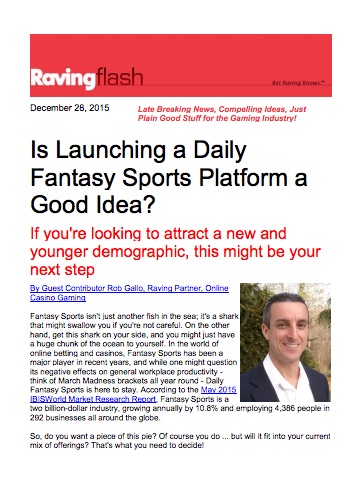 Ravingflash
But Raving Knows.™
December 28, 2015
Late Breaking News, Compelling Ideas, Just
Plain Good Stuff for the Gaming Industry!
Is Launching a Daily
Fantasy Sports Platform a
Good Idea?
If you're looking to attract a new and
younger demographic, this might be your
next step
By Guest Contributor Rob Gallo, Raving Partner, Online
Casino Gaming
Fantasy Sports isn't just another fish in the sea; it's a shark
that might swallow you if you're not careful. On the other
hand, get this shark on your side, and you might just have
a huge chunk of the ocean to yourself. In the world of
online betting and casinos, Fantasy Sports has been a
major player in recent years, and while one might question
its negative effects on general workplace productivity -
think of March Madness brackets all year round - Daily
Fantasy Sports is here to stay. According to the May 2015
IBISWorld Market Research Report, Fantasy Sports is a
two billion-dollar industry, growing annually by 10.8% and employing 4,386 people in
292 businesses all around the globe.
So, do you want a piece of this pie? Of course you do ... but will it fit into your current
mix of offerings? That's what you need to decide!